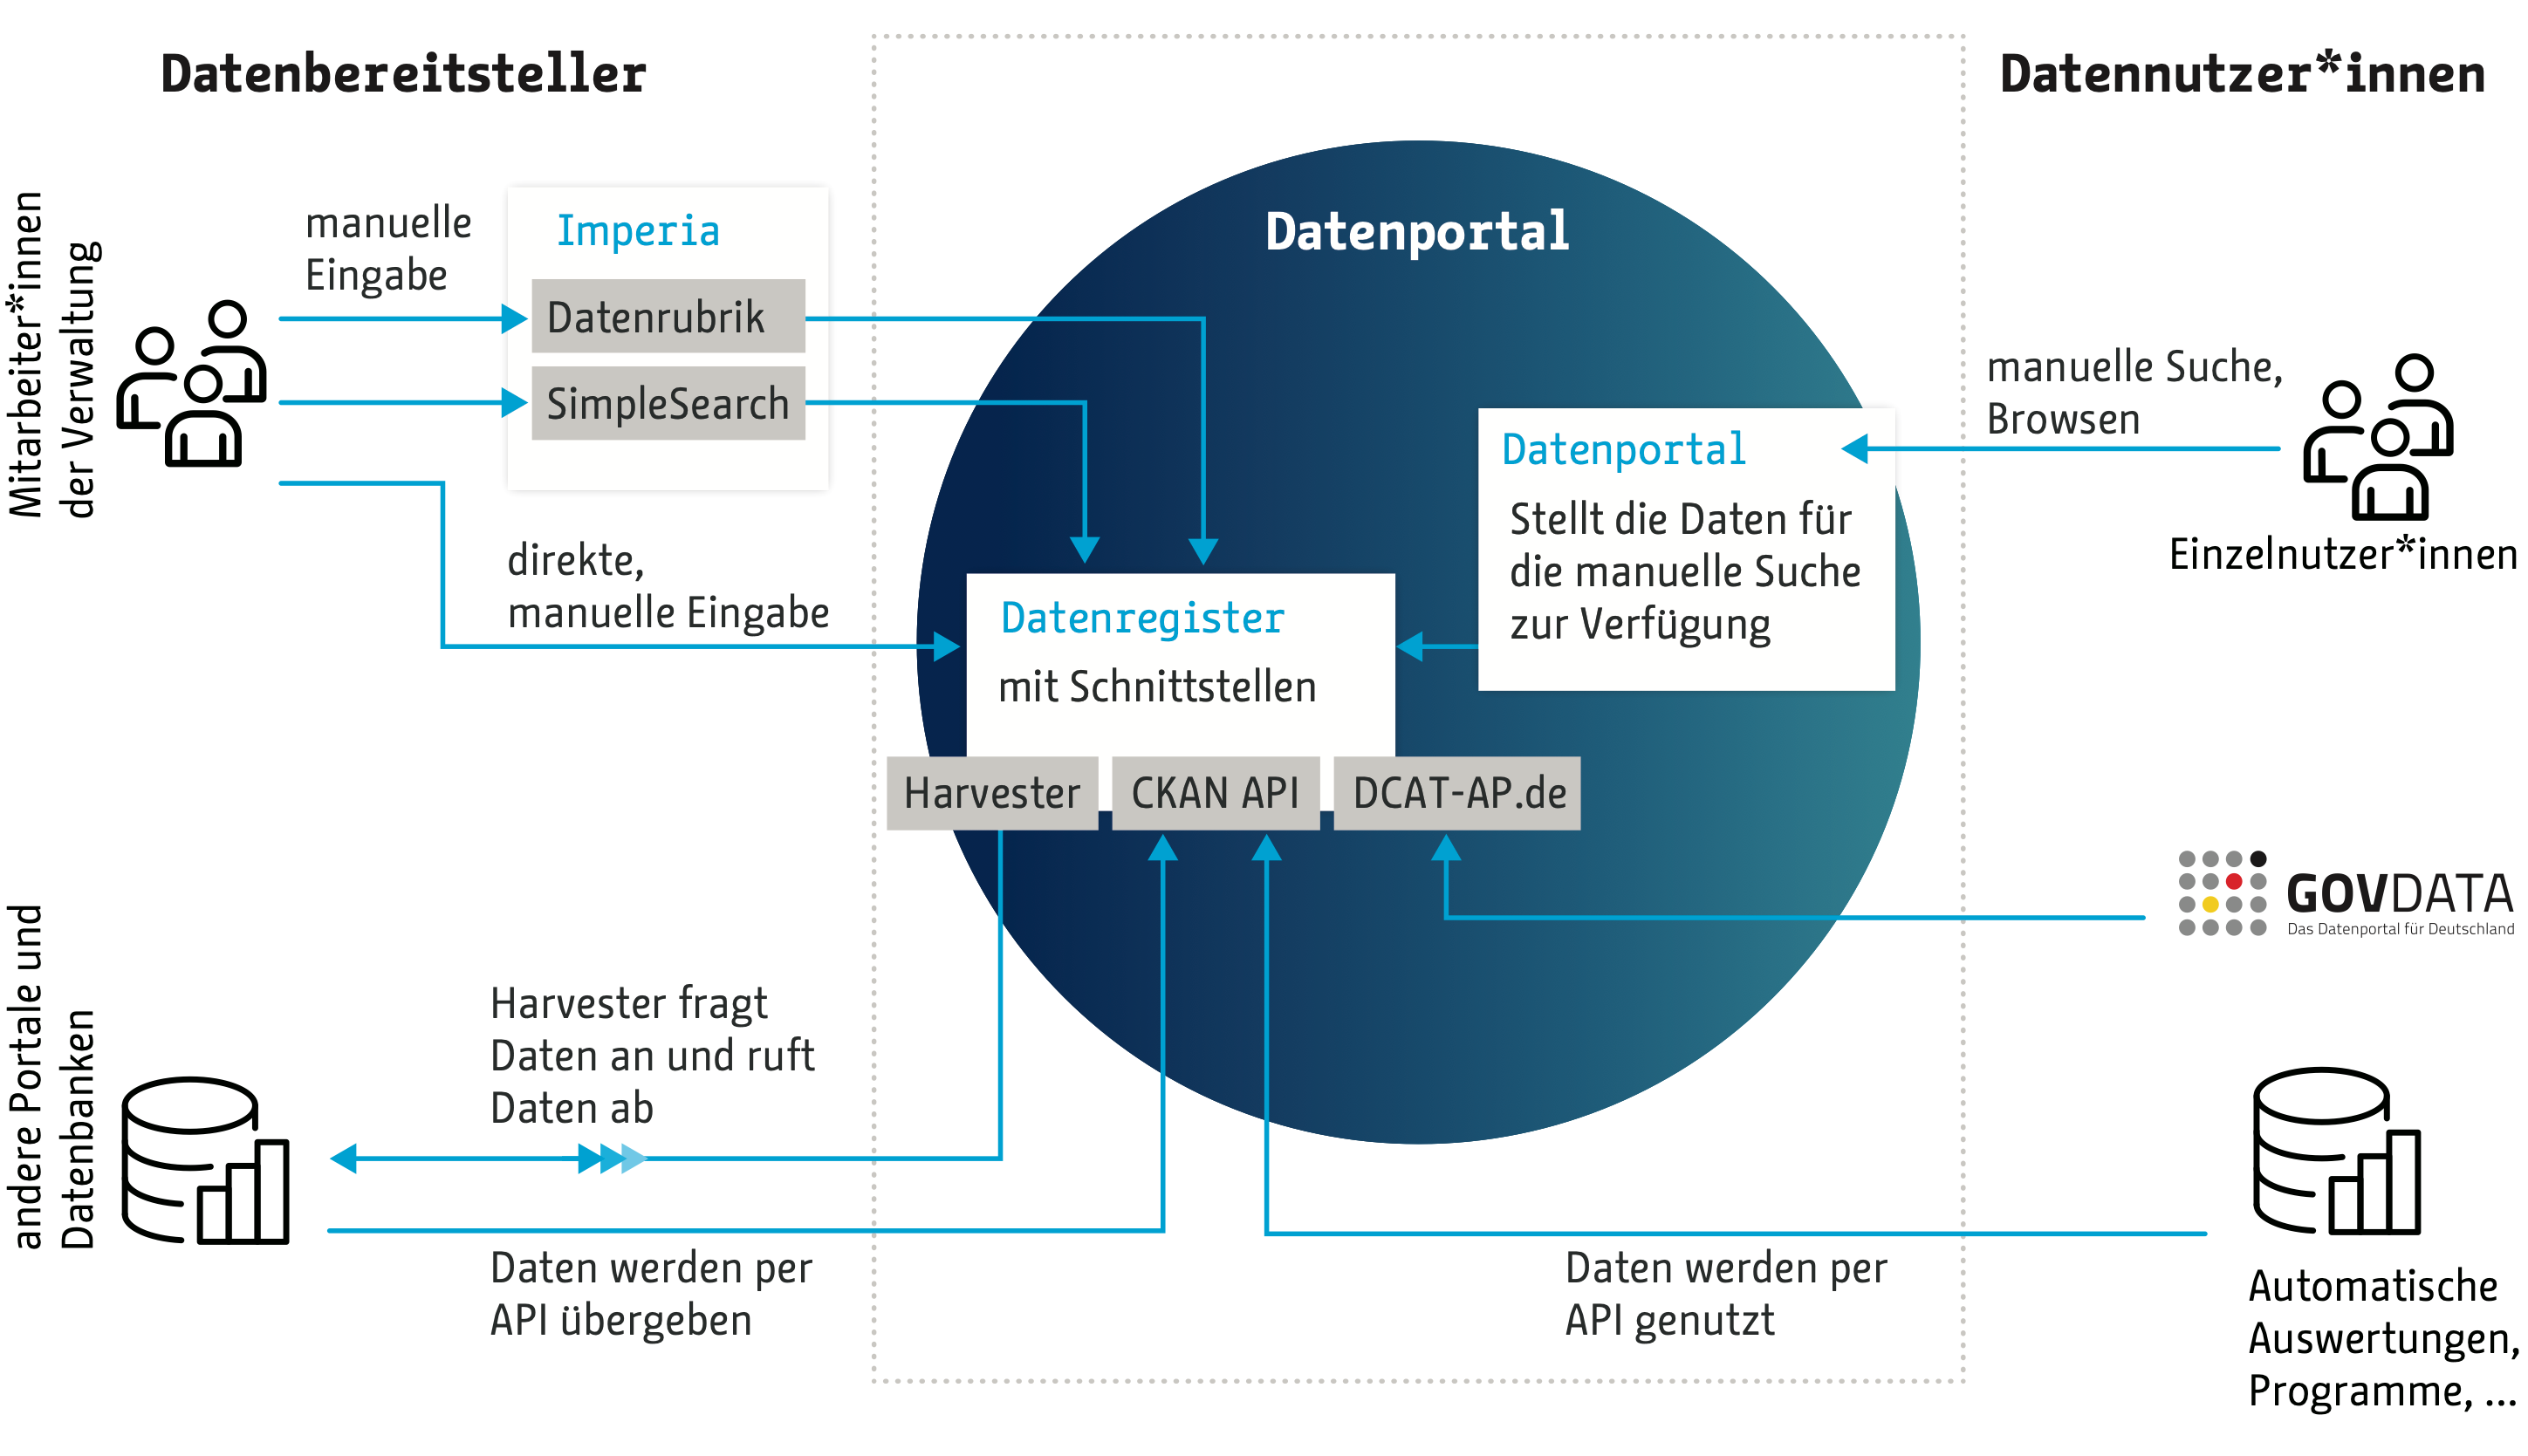 Datenbereitsteller
Datennutzer*innen
Mitarbeiter*innen
der Verwaltung
manuelle
Eingabe
Imperia
Datenrubrik
SimpleSearch
direkte,
manuelle Eingabe
Datenportal
Datenregister
mit Schnittstellen
Harvester
CKAN API
DCAT-AP.de
Datenportal
Stellt die Daten für
die manuelle Suche
zur Verfügung
manuelle Suche,
Browsen
Einzelnutzer*innen
GOVDATA
Das Datenportal für Deutschland
andere Portale und
Datenbanken
Harvester fragt
Daten an und ruft
Daten ab
Daten werden per
API übergeben
Daten werden per
API genutzt
Automatische
Auswertungen,
Programme, ...